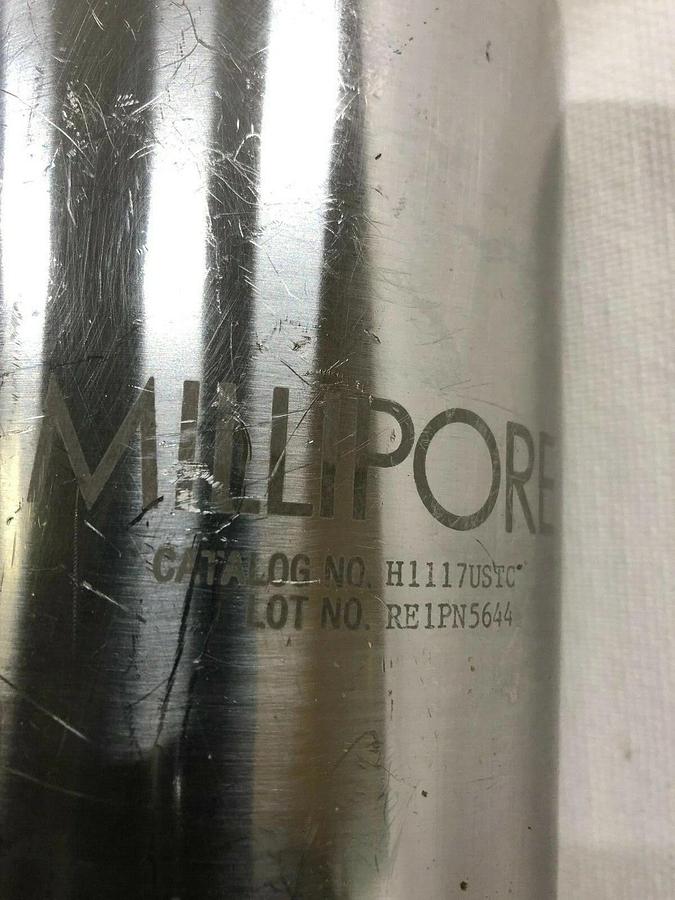 MILLIPORE
CATALOG NO. H1117USTC
LOT NO. RE1PN5644